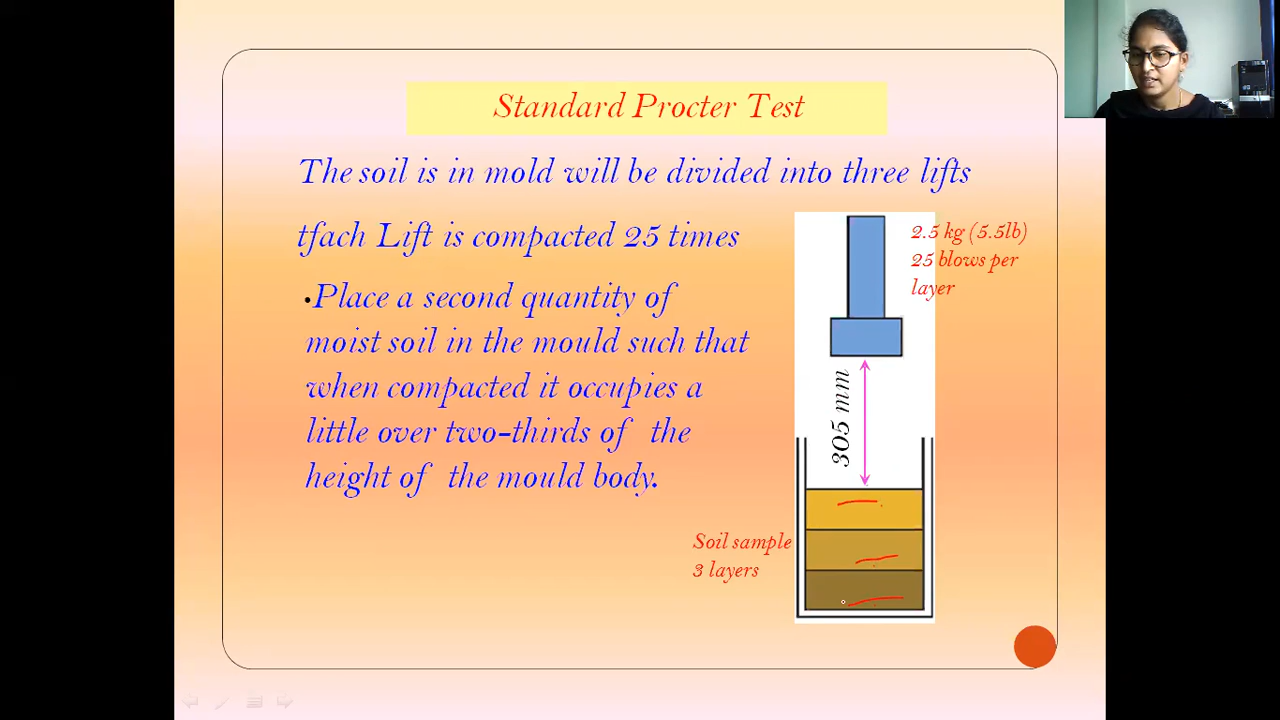 Standard Procter Test
The soil is in mold will be divided into three lifts
tfach Lift is compacted 25 times
•Place a second quantity of
moist soil in the mould such that
when compacted it occupies a
little over two-thirds of the
height of the mould body.
2.5 kg (5.5lb)
25 blows per
layer
305 mm
Soil sample
3 layers